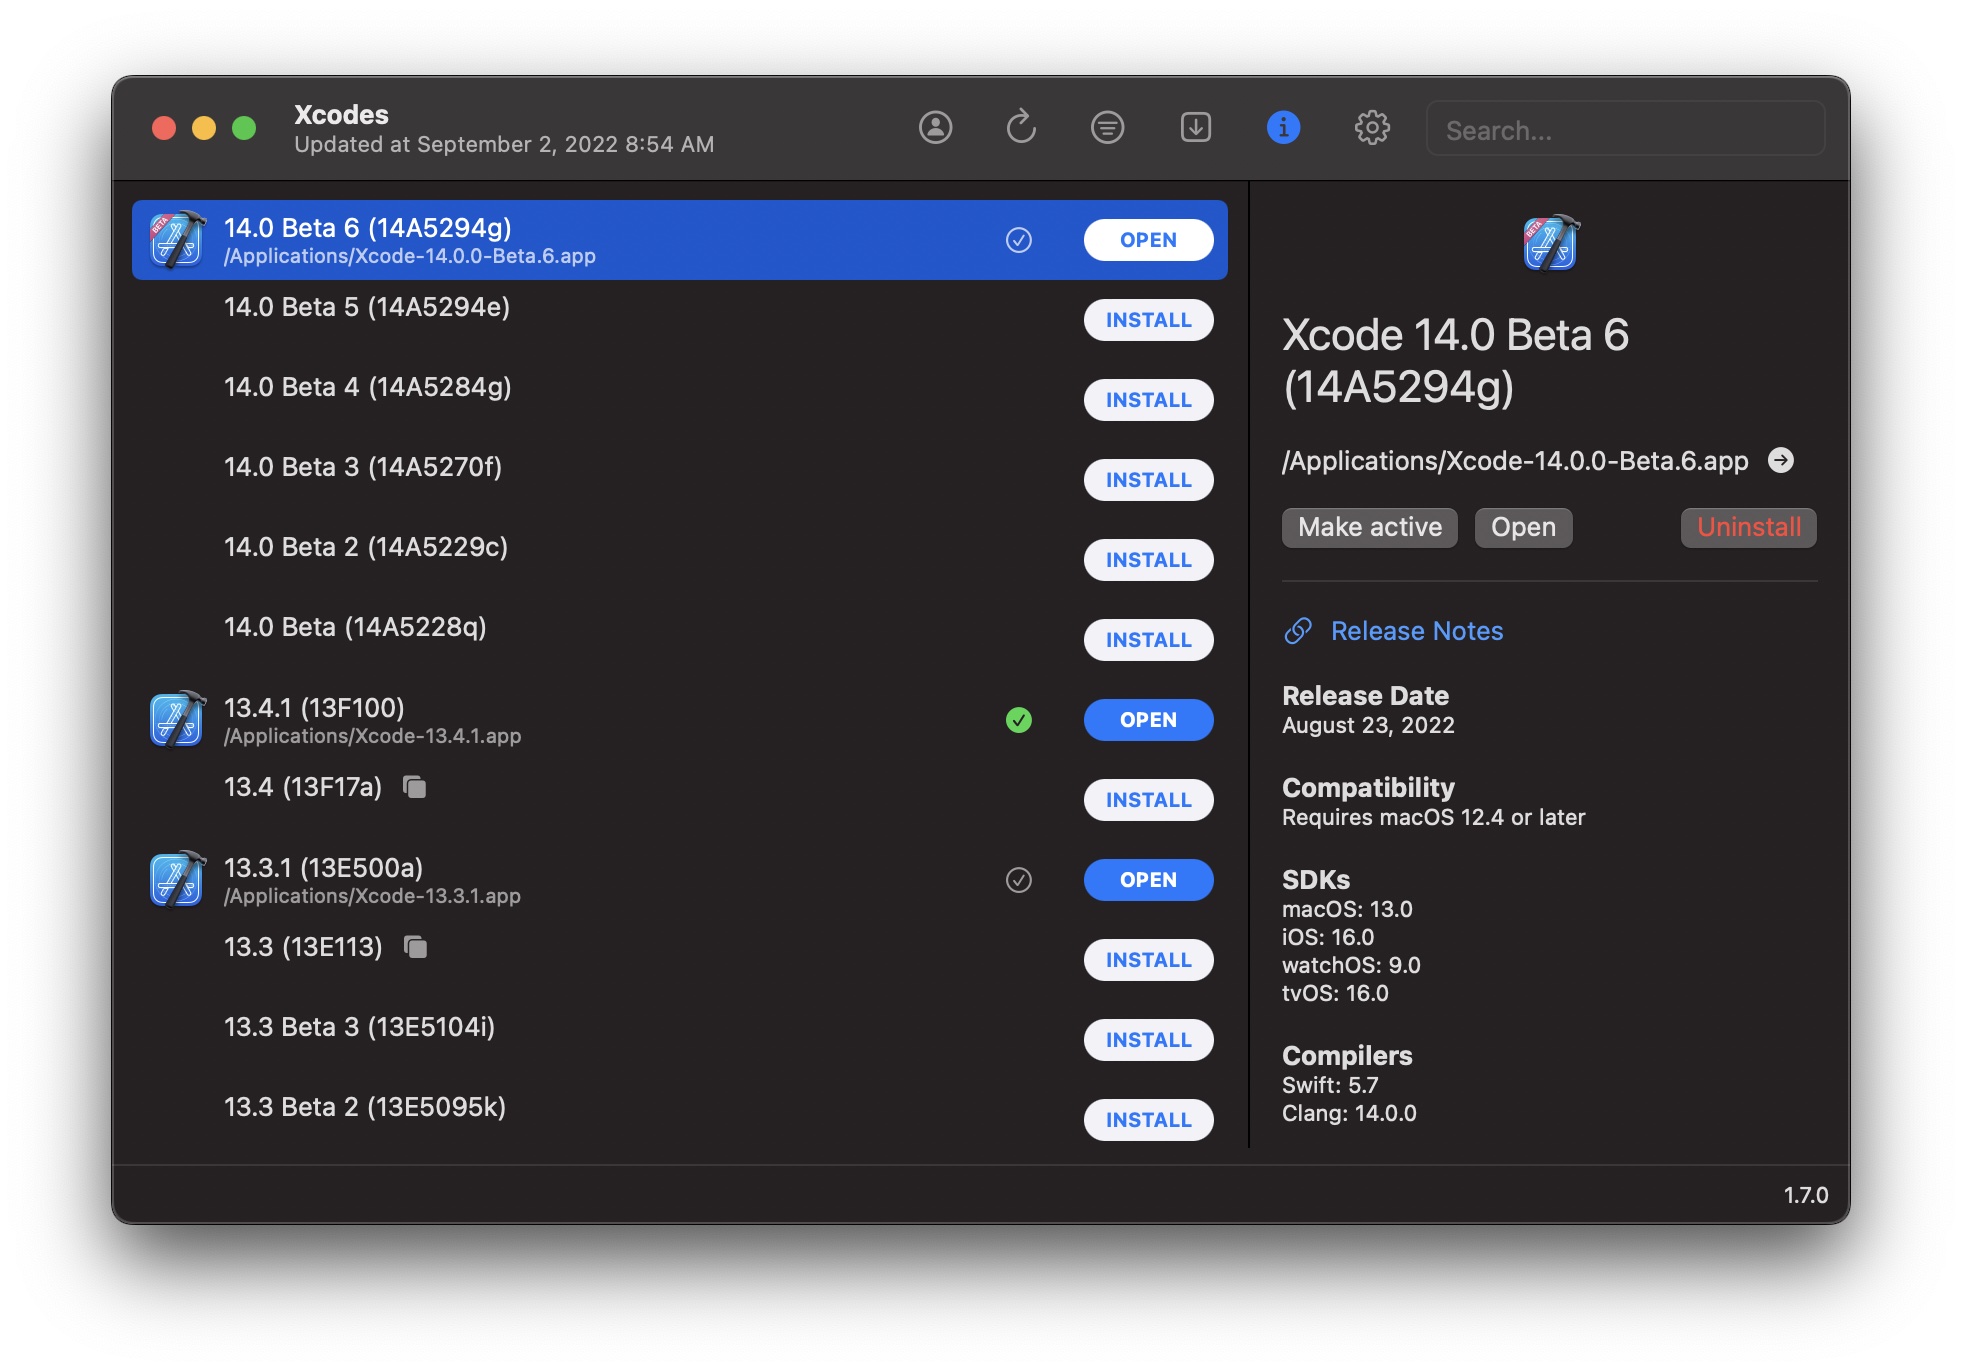 Xcodes
Updated at September 2, 2022 8:54 AM
Search...
14.0 Beta 6 (14A5294g)
/Applications/Xcode-14.0.0-Beta.6.app
OPEN
14.0 Beta 5 (14A5294e)
INSTALL
14.0 Beta 4 (14A5284g)
INSTALL
14.0 Beta 3 (14A5270f)
INSTALL
14.0 Beta 2 (14A5229c)
INSTALL
14.0 Beta (14A5228q)
INSTALL
13.4.1 (13F100)
/Applications/Xcode-13.4.1.app
OPEN
13.4 (13F17a)
INSTALL
13.3.1 (13E500a)
/Applications/Xcode-13.3.1.app
OPEN
13.3 (13E113)
INSTALL
13.3 Beta 3 (13E5104i)
INSTALL
13.3 Beta 2 (13E5095k)
INSTALL
BETA
Xcode 14.0 Beta 6
(14A5294g)
/Applications/Xcode-14.0.0-Beta.6.app
Make active
Open
Uninstall
Release Notes
Release Date
August 23, 2022
Compatibility
Requires macOS 12.4 or later
SDKs
macOS: 13.0
iOS: 16.0
watchOS: 9.0
tvOS: 16.0
Compilers
Swift: 5.7
Clang: 14.0.0
1.7.0